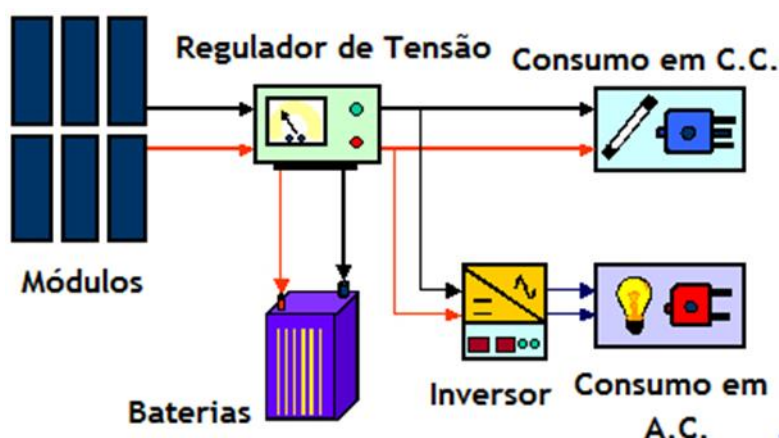 Regulador de Tensão
Consumo em C.C.
Módulos
Baterias
Inversor
Consumo em
A.C.